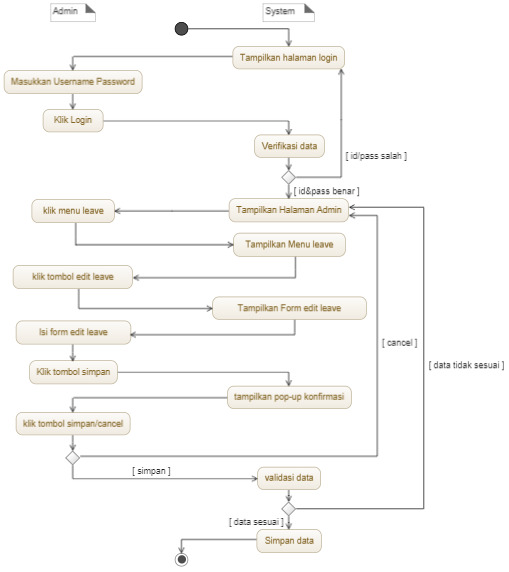 Admin
System
Tampilkan halaman login
Masukkan Username Password
Klik Login
Verifikasi data
[ id/pass salah ]
[ id&pass benar ]
klik menu leave
Tampilkan Halaman Admin
Tampilkan Menu leave
klik tombol edit leave
Tampilkan Form edit leave
Isi form edit leave
[ cancel ]
[ data tidak sesuai ]
Klik tombol simpan
tampilkan pop-up konfirmasi
klik tombol simpan/cancel
[ simpan ]
validasi data
[ data sesuai ]
Simpan data